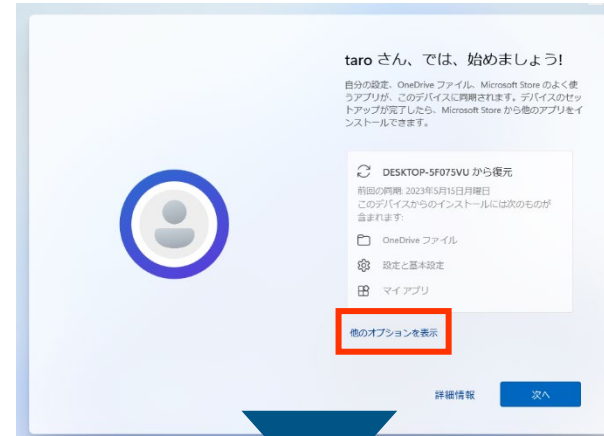 taro さん、では、始めましょう!
自分の設定、OneDrive ファイル、Microsoft Store のよく使
うアプリが、このデバイスに同期されます。デバイスのセッ
トアップが完了したら、Microsoft Store から他のアプリをイ
ンストールできます。
DESKTOP-5F075VU から復元
前回の同期: 2023年5月15日月曜日
このデバイスからのインストールには次のものが
含まれます:
OneDrive ファイル
設定と基本設定
マイ アプリ
他のオプションを表示
詳細情報
次へ